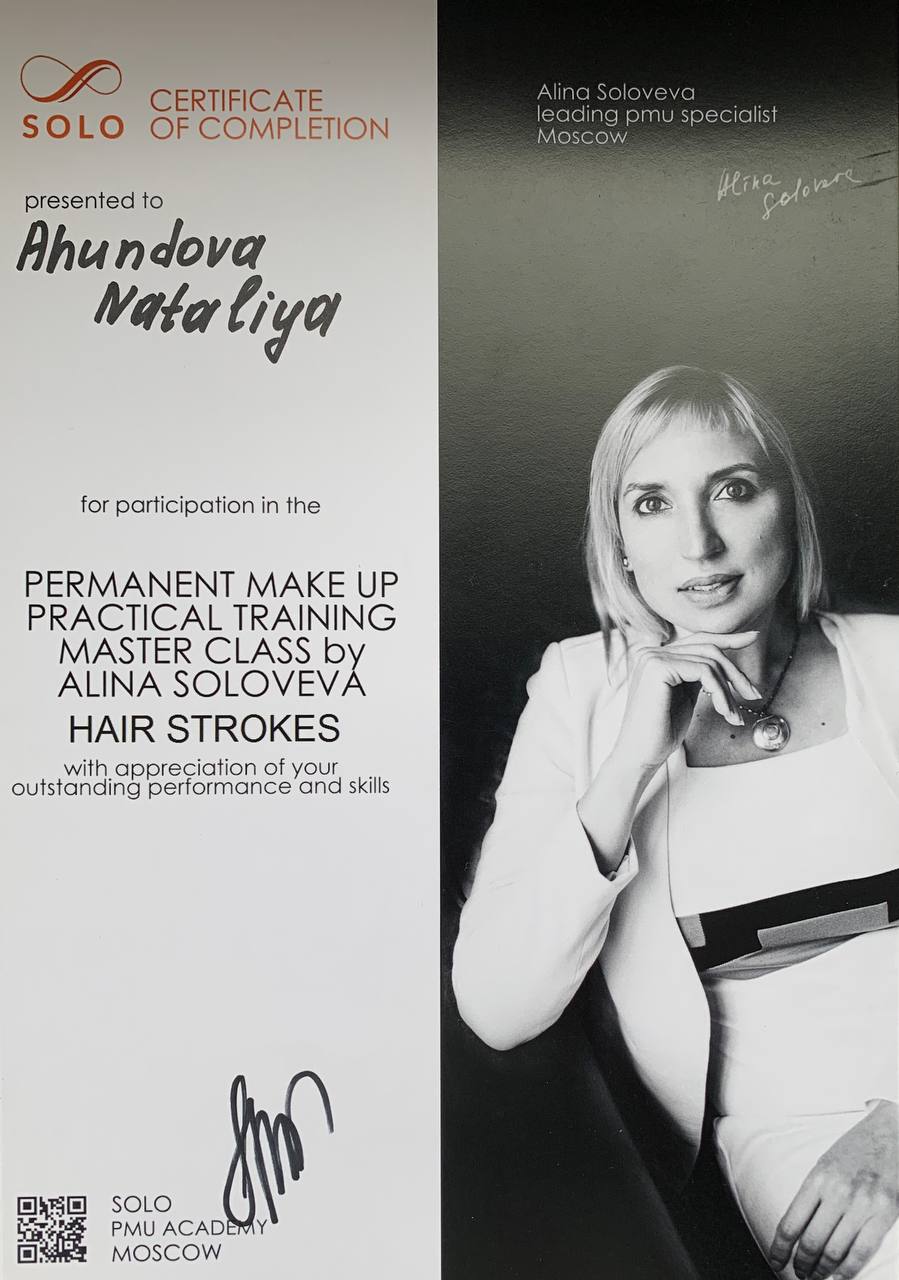 SOLO
CERTIFICATE
OF COMPLETION
presented to
Ahundova
Nataliya
for participation in the
PERMANENT MAKE UP
PRACTICAL TRAINING
MASTER CLASS by
ALINA SOLOVEVA
HAIR STROKES
with appreciation of your
outstanding performance and skills
SOLO
PMU ACADEMY
MOSCOW
Alina Soloveva
leading pmu specialist
Moscow
Alina
Soloveva